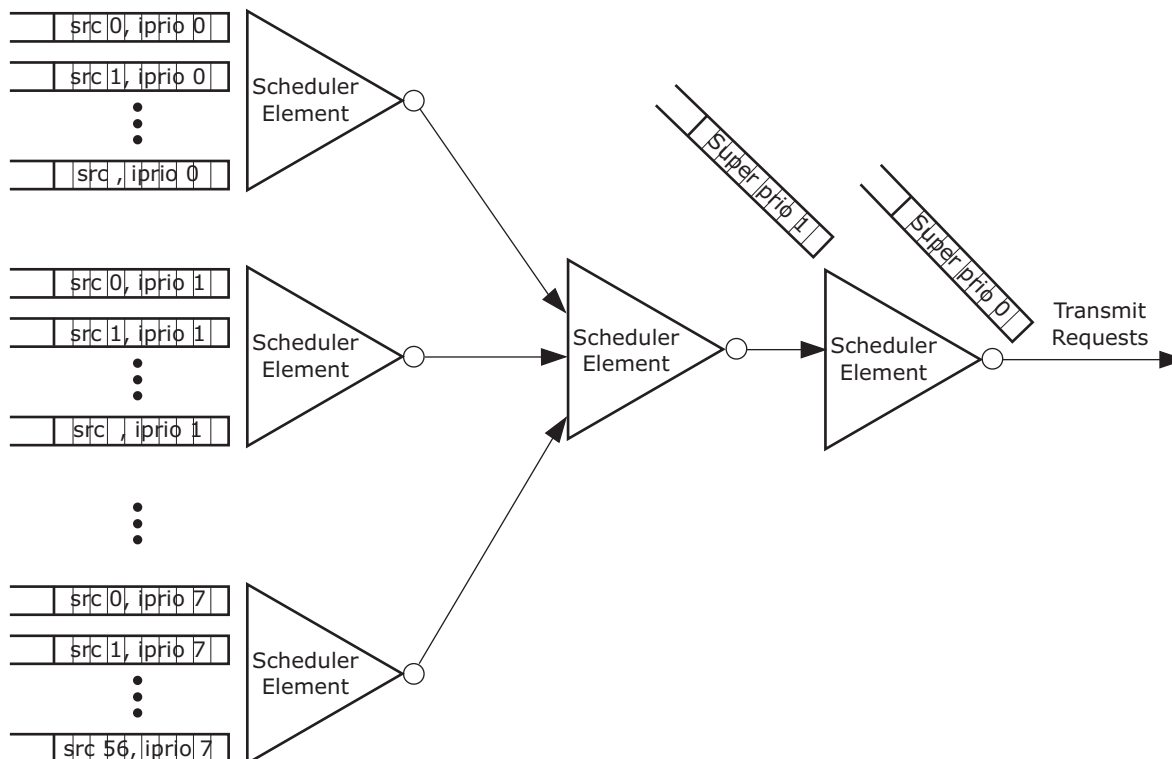 src 0, iprio 0
src 1, iprio 0
src , iprio 0
Scheduler
Element
src 0, iprio 1
src 1, iprio 1
src , iprio 1
Scheduler
Element
src 0, iprio 7
src 1, iprio 7
src 56, iprio 7
Scheduler
Element
Scheduler
Element
Super prio 1
Scheduler
Element
Super prio 0
Transmit
Requests